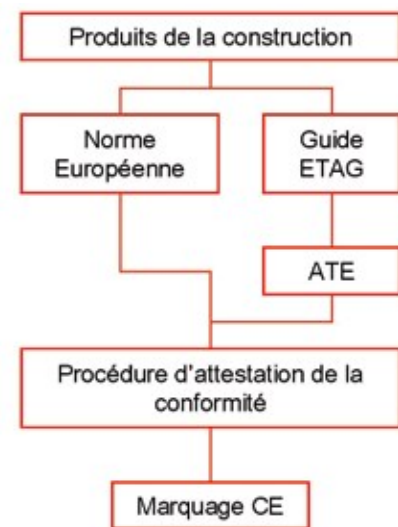 Produits de la construction
Norme
Européenne
Guide
ETAG
ATE
Procédure d'attestation de la
conformité
Marquage CE